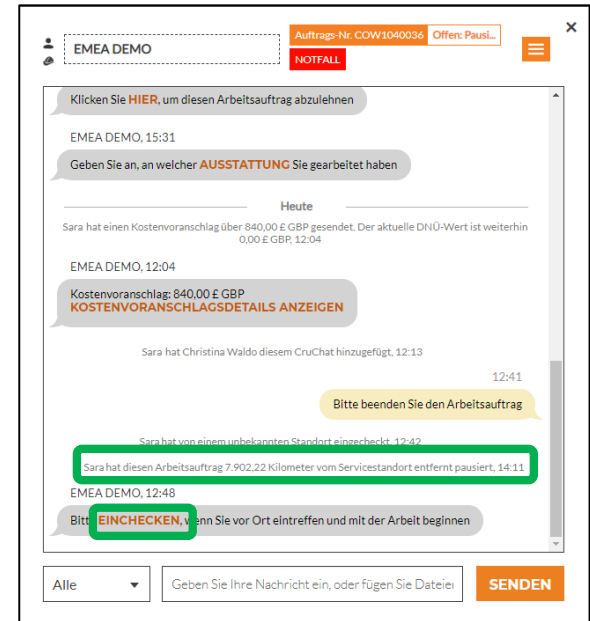 EMEA DEMO
Auftrags-Nr. COW1040036 Offen: Pausi...
NOTFALL
×
Klicken Sie HIER, um diesen Arbeitsauftrag abzulehnen
EMEA DEMO, 15:31
Geben Sie an, an welcher AUSSTATTUNG Sie gearbeitet haben
Heute
Sara hat einen Kostenvoranschlag über 840,00 £ GBP gesendet. Der aktuelle DNÜ-Wert ist weiterhin
0,00 £ GBP, 12:04
EMEA DEMO, 12:04
Kostenvoranschlag: 840,00 £ GBP
KOSTENVORANSCHLAGSDETAILS ANZEIGEN
Sara hat Christina Waldo diesem CruChat hinzugefügt, 12:13
12:41
Bitte beenden Sie den Arbeitsauftrag
Sara hat von einem unbekannten Standort eingecheckt, 12:42
Sara hat diesen Arbeitsauftrag 7.902,22 Kilometer vom Servicestandort entfernt pausiert, 14:11
EMEA DEMO, 12:48
Bitt EINCHECKEN, wenn Sie vor Ort eintreffen und mit der Arbeit beginnen
Alle
Geben Sie Ihre Nachricht ein, oder fügen Sie Dateie
SENDEN